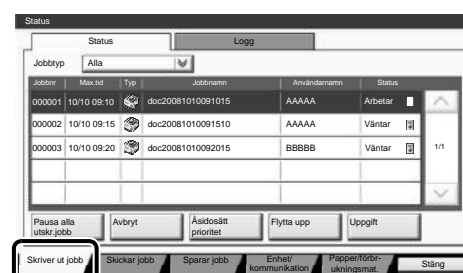 Status
Status Logg
Jobbtyp Alla
Jobbnr Max.tid Typ Jobbnamn Användarnamn Status
000001 10/10 09:10 doc20081010091015 AAAAA Arbetar
000002 10/10 09:15 doc20081010091510 AAAAA Väntar
000003 10/10 09:20 doc20081010092015 BBBBB Väntar
1/1
Pausa alla
utskr.jobb
Avbryt
Åsidosätt
prioritet
Flytta upp
Uppgift
Skriver ut jobb
Skickar jobb
Sparar jobb
Enhet/
kommunikation
Papper/förbr-
ukningsmat.
Stäng